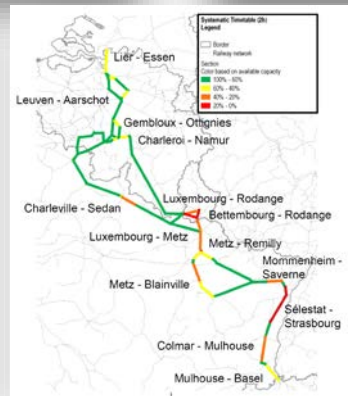 Systematic Timetable (2h)
Legend
Border
Railway network
Section
Color based on available capacity
100% - 60%
60% - 40%
40% - 20%
20% - 0%
Lier - Essen
Leuven - Aarschot
Gembloux - Ottignies
Charleroi - Namur
Luxembourg - Rodange
Charleville - Sedan
Bettembourg - Rodange
Luxembourg - Metz
Metz - Remilly
Mommenheim -
Saverne
Metz - Blainville
Sélestat -
Strasbourg
Colmar - Mulhouse
Mulhouse - Basel